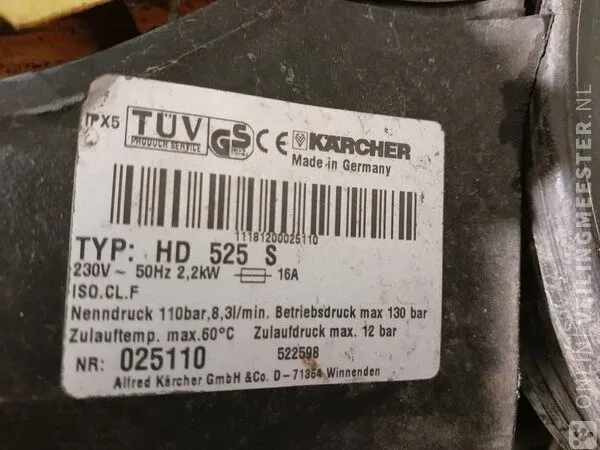 IPX5 TÜV PRODUCT SERVICE GS CE KÄRCHER
Made in Germany
11181200025110
TYP: HD 525 S
230V ~ 50Hz 2,2kW 16A
ISO.CL.F
Nenndruck 110bar,8,3l/min. Betriebsdruck max 130 bar
Zulauftemp. max.60°C Zulaufdruck max. 12 bar
NR: 025110 522598
Alfred Kärcher GmbH &Co. D-71364 Winnenden
ONLINEVEILINGMEESTER.NL